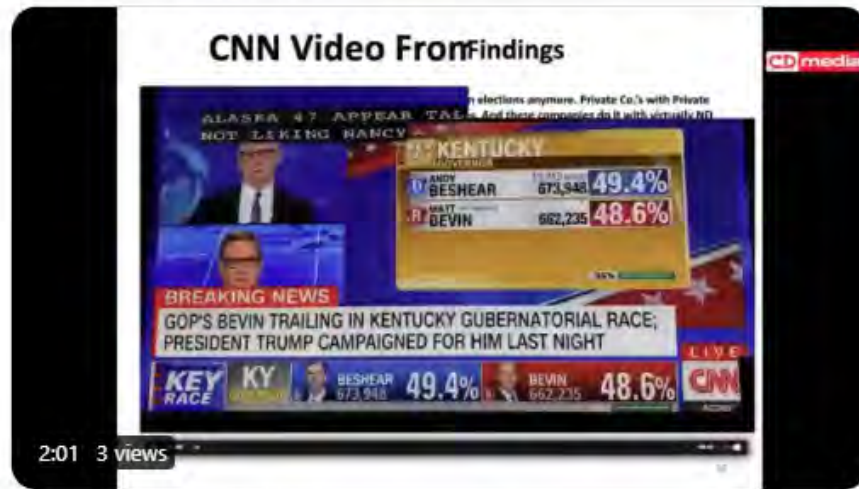 CNN Video From Findings
CD media
n elections anymore. Private Co.'s with Private
s. And these companies do it with virtually NO
ALASKA 47 APPEAR TAL
NOT LIKING NANCY
KENTUCKY
GOVERNOR
D ANDY
BESHEAR 673,948 49.4%
R MATT
BEVIN 662,235 48.6%
BREAKING NEWS
GOP'S BEVIN TRAILING IN KENTUCKY GUBERNATORIAL RACE;
PRESIDENT TRUMP CAMPAIGNED FOR HIM LAST NIGHT
LIVE
KEY RACE
KY
BESHEAR
673,948 49.4%
BEVIN
662,235 48.6%
CNN
2:01 3 views